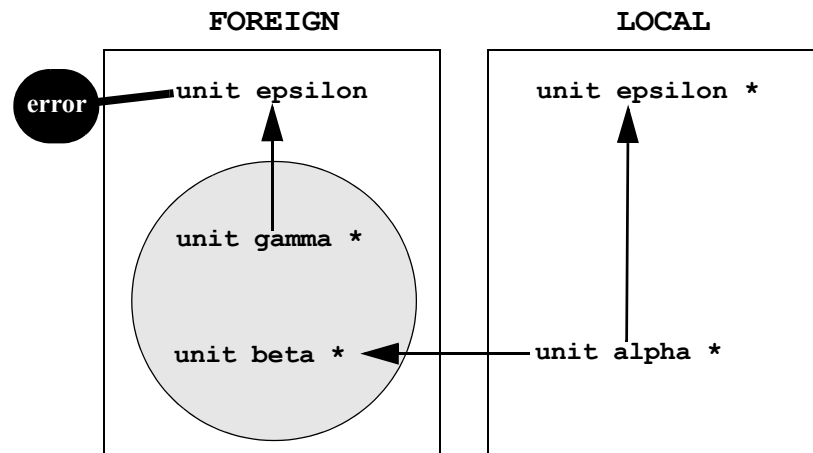 FOREIGN
LOCAL
error
unit epsilon
unit epsilon *
unit gamma *
unit beta *
unit alpha *